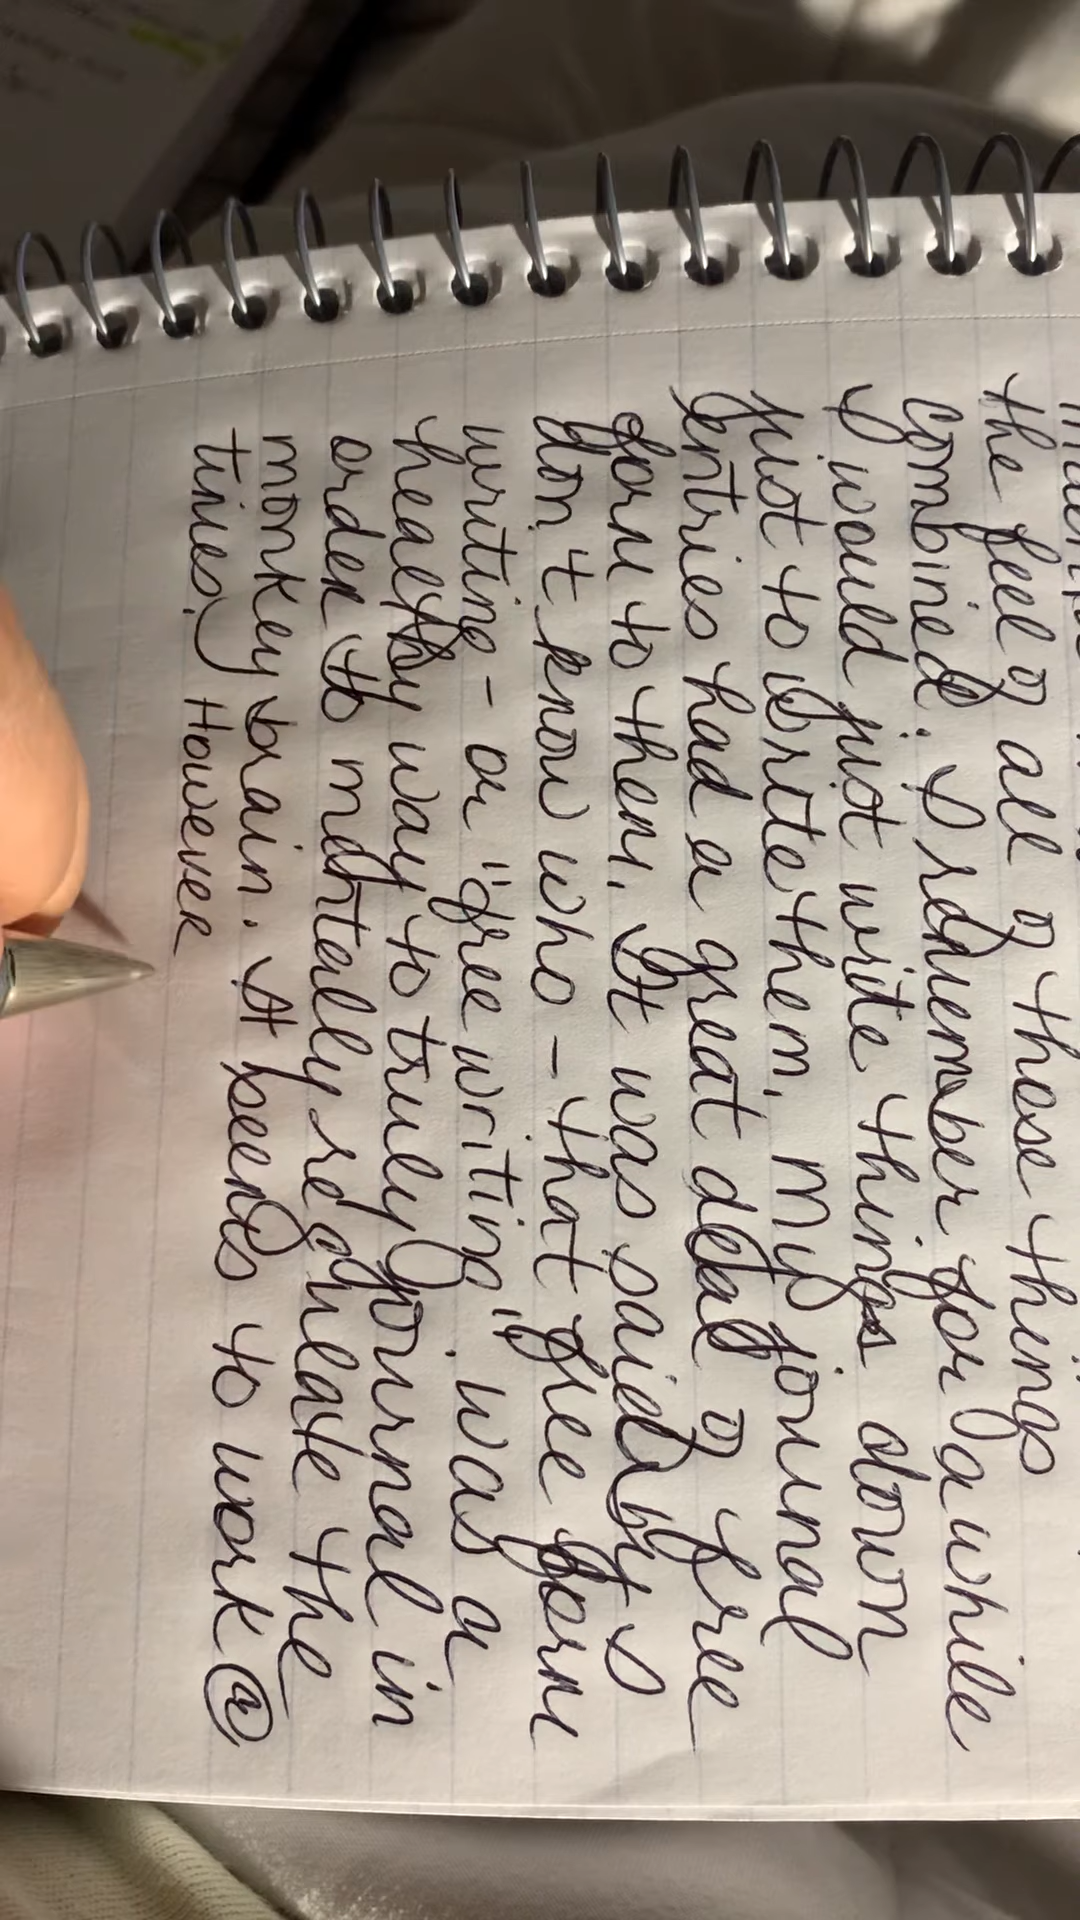 the feel of all of those things
combined. I remember for a while
I would just write things down
just to write them. My journal
entries had a great deal of free
form to them. It was said by s
don't know who - that free form
writing - or "free writing", was a
healthy way to truly journal in
order to mentally regulate the
monkey brain. It seems to work @
times. However